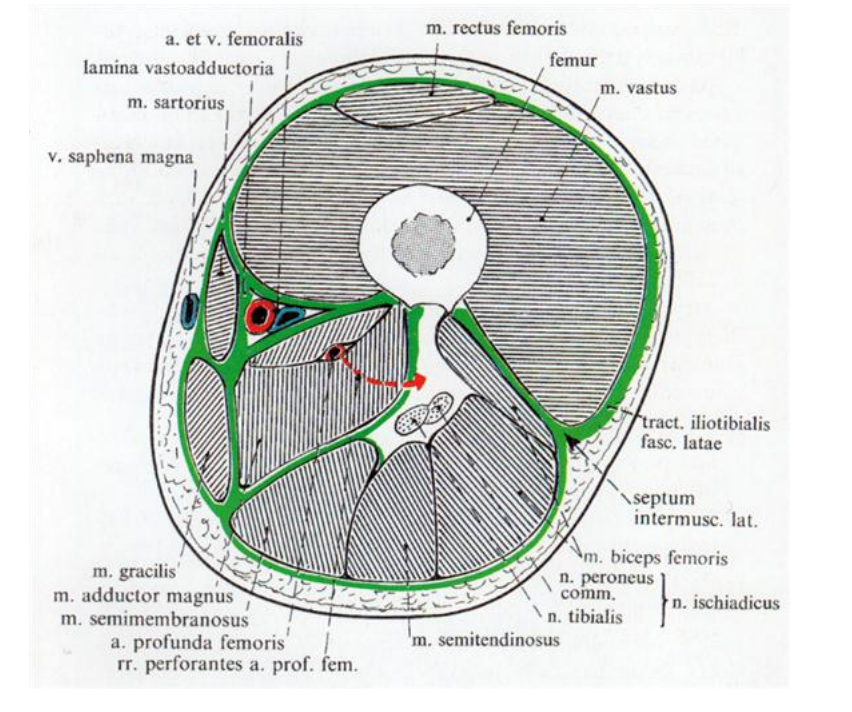 m. rectus femoris
a. et v. femoralis
femur
lamina vastoadductoria
m. vastus
m. sartorius
v. saphena magna
tract. iliotibialis
fasc. latae
septum
intermusc. lat.
m. biceps femoris
m. gracilis
n. peroneus
comm.
n. ischiadicus
m. adductor magnus
n. tibialis
m. semimembranosus
a. profunda femoris
m. semitendinosus
rr. perforantes a. prof. fem.